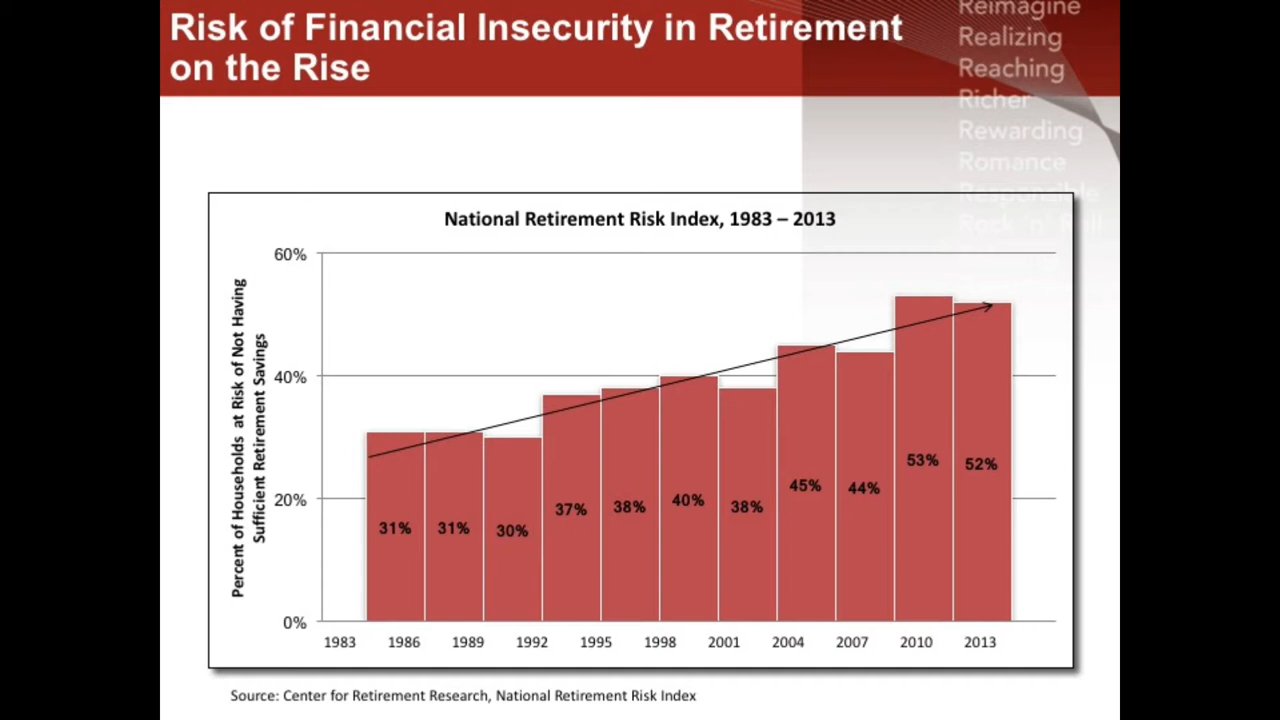 Risk of Financial Insecurity in Retirement
on the Rise
Reimagine
Realizing
Reaching
Richer
Rewarding
Romance
Responsible
Rock 'n' Roll
National Retirement Risk Index, 1983 – 2013
Percent of Households at Risk of Not Having
Sufficient Retirement Savings
60%
40%
20%
0%
31%
31%
30%
37%
38%
40%
38%
45%
44%
53%
52%
1983
1986
1989
1992
1995
1998
2001
2004
2007
2010
2013
Source: Center for Retirement Research, National Retirement Risk Index